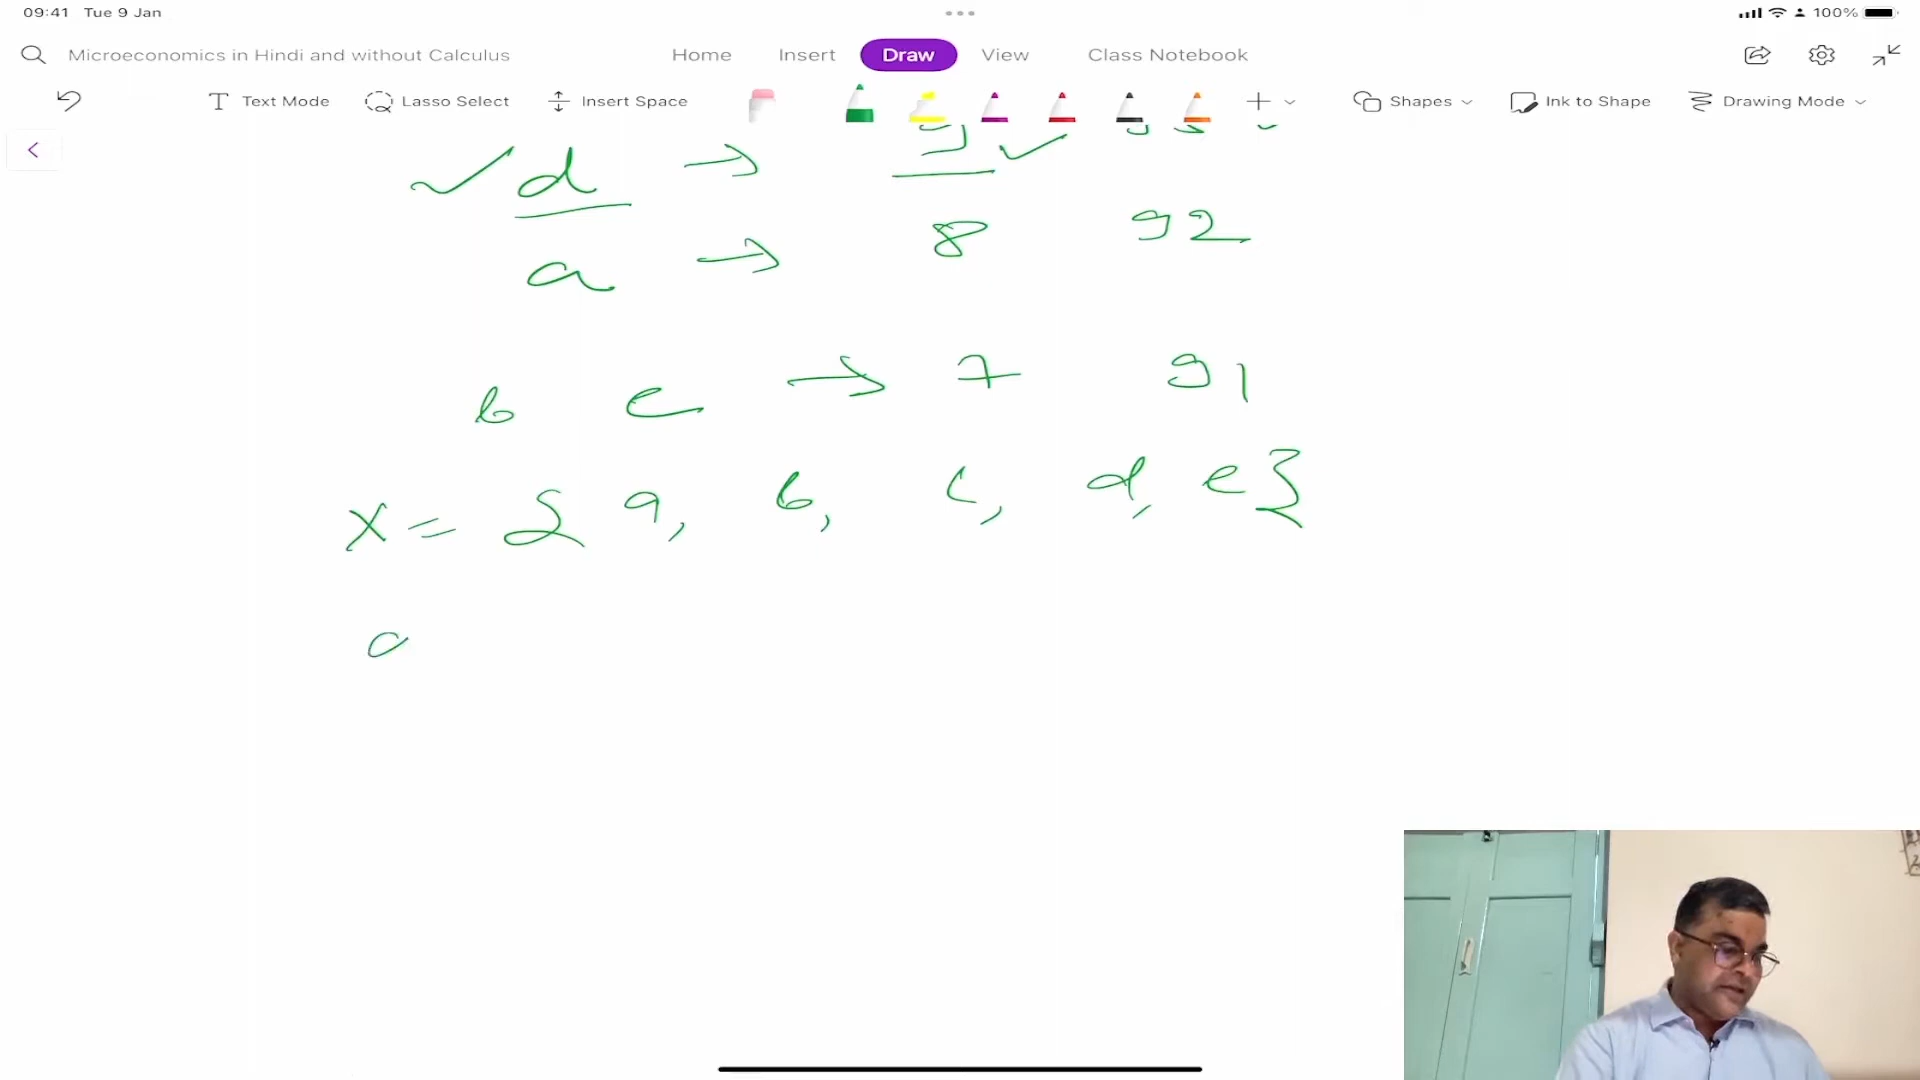 09:41 Tue 9 Jan 100%
Microeconomics in Hindi and without Calculus Home Insert Draw View Class Notebook
Text Mode Lasso Select Insert Space Shapes Ink to Shape Drawing Mode
✓ d → 9 ✓
a → 8 92
b e → 7 91
X = { a, b, c, d, e }